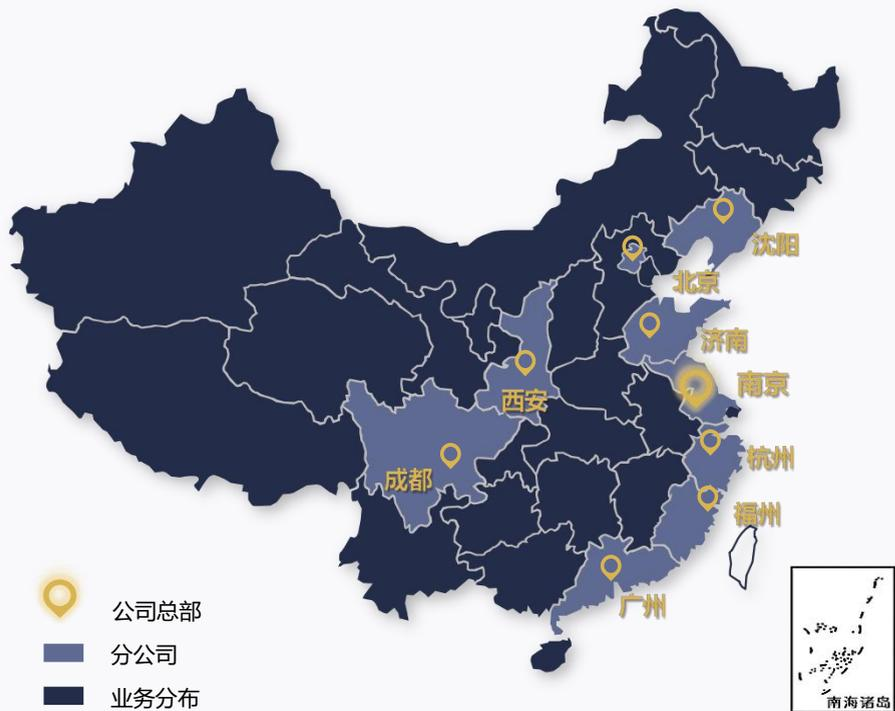 沈阳
北京
济南
南京
西安
杭州
成都
福州
广州
公司总部
分公司
业务分布
南海诸岛